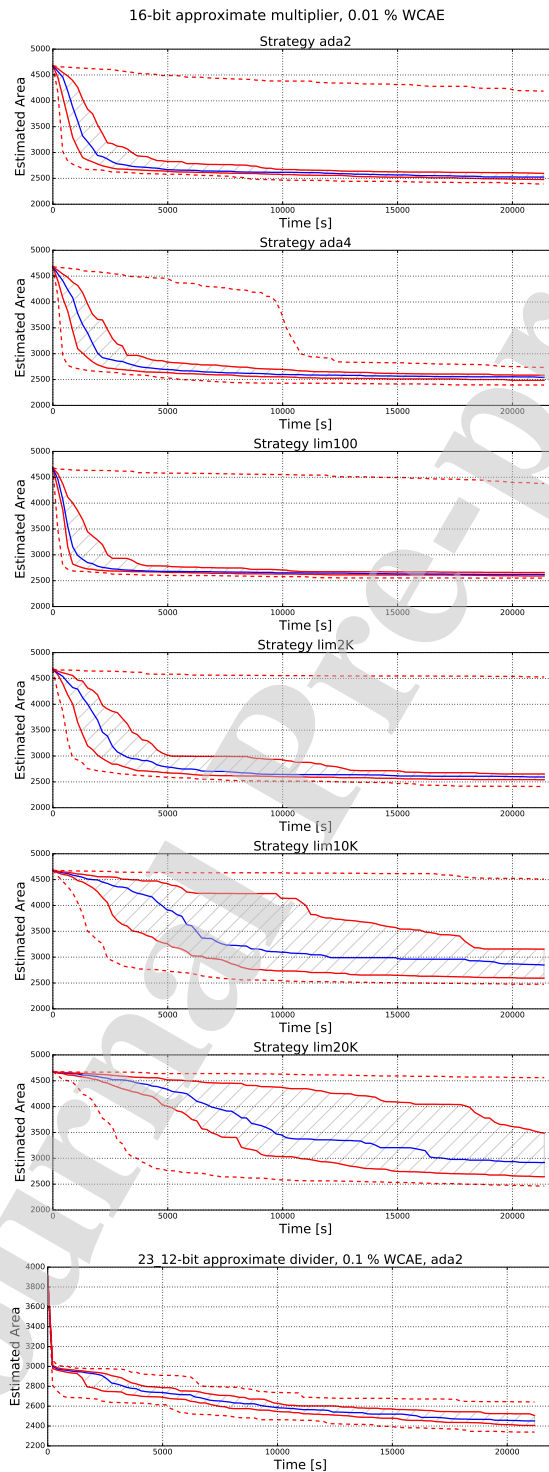 16-bit approximate multiplier, 0.01 % WCAE
Strategy ada2
Estimated Area
5000
4500
4000
3500
3000
2500
2000
0 5000 10000 15000 20000
Time [s]
Strategy ada4
Estimated Area
5000
4500
4000
3500
3000
2500
2000
0 5000 10000 15000 20000
Time [s]
Strategy lim100
Estimated Area
5000
4500
4000
3500
3000
2500
2000
0 5000 10000 15000 20000
Time [s]
Strategy lim2K
Estimated Area
5000
4500
4000
3500
3000
2500
2000
0 5000 10000 15000 20000
Time [s]
Strategy lim10K
Estimated Area
5000
4500
4000
3500
3000
2500
2000
0 5000 10000 15000 20000
Time [s]
Strategy lim20K
Estimated Area
5000
4500
4000
3500
3000
2500
2000
0 5000 10000 15000 20000
Time [s]
23_12-bit approximate divider, 0.1 % WCAE, ada2
Estimated Area
4000
3800
3600
3400
3200
3000
2800
2600
2400
2200
0 5000 10000 15000 20000
Time [s]
urnal Pre-p